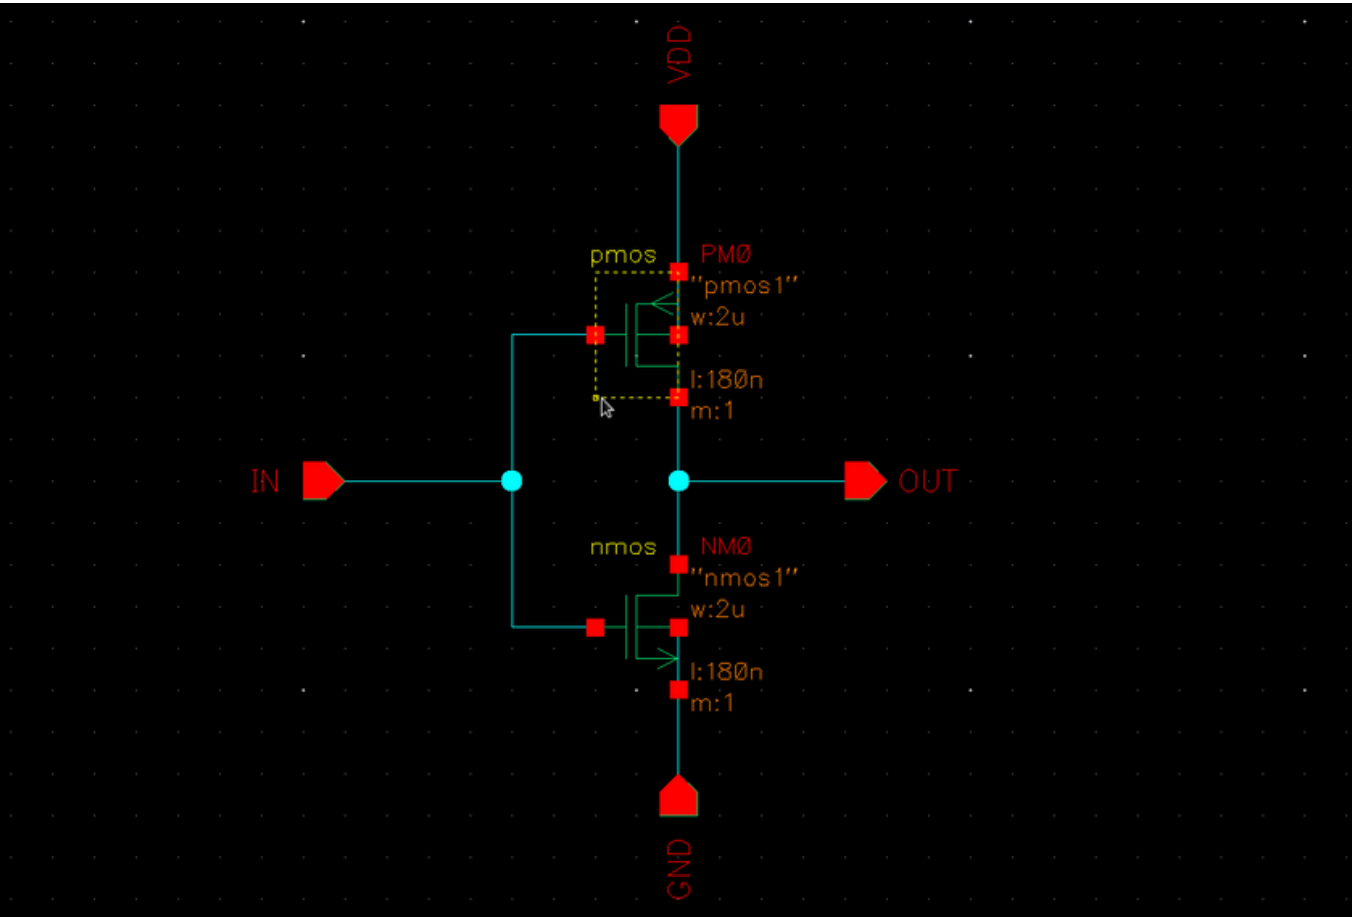 VDD
pmos PM0
"pmos1"
w:2u
l:180n
m:1
IN OUT
nmos NM0
"nmos1"
w:2u
l:180n
m:1
GND